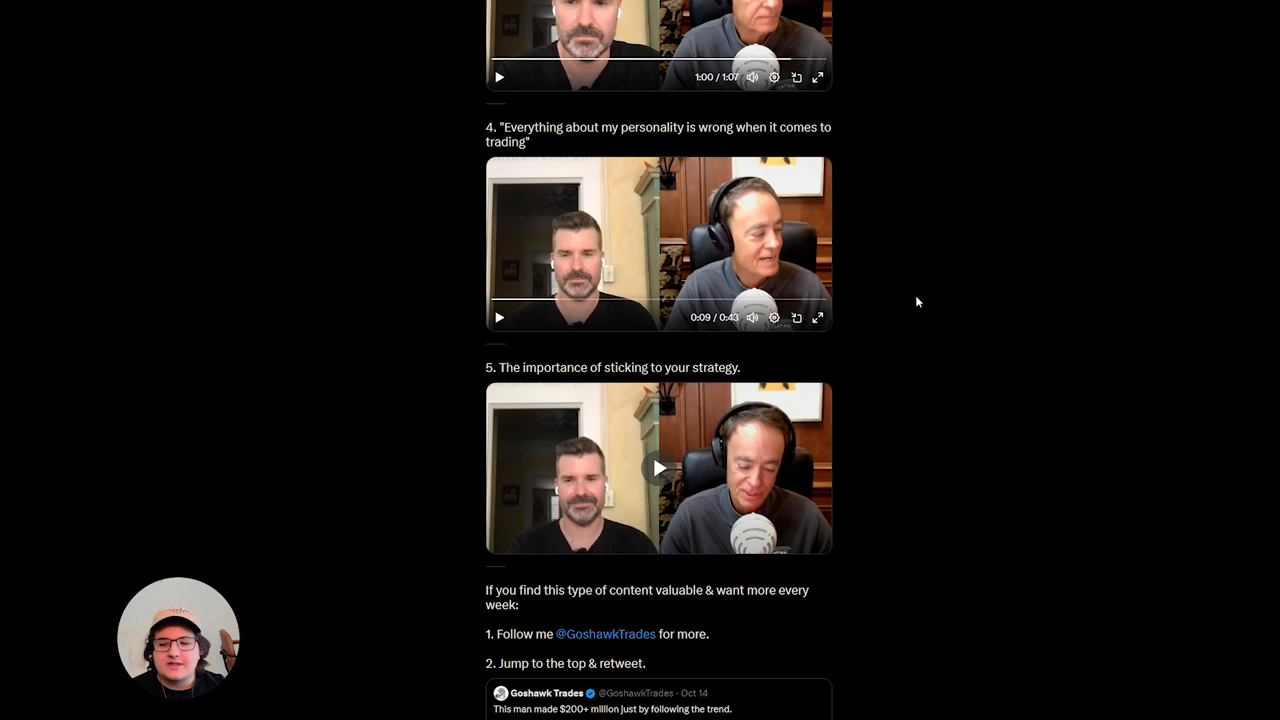 1:00 / 1:07
4. "Everything about my personality is wrong when it comes to
trading"
0:09 / 0:43
5. The importance of sticking to your strategy.
If you find this type of content valuable & want more every
week:
1. Follow me @GoshawkTrades for more.
2. Jump to the top & retweet.
Goshawk Trades @GoshawkTrades · Oct 14
This man made $200+ million just by following the trend.